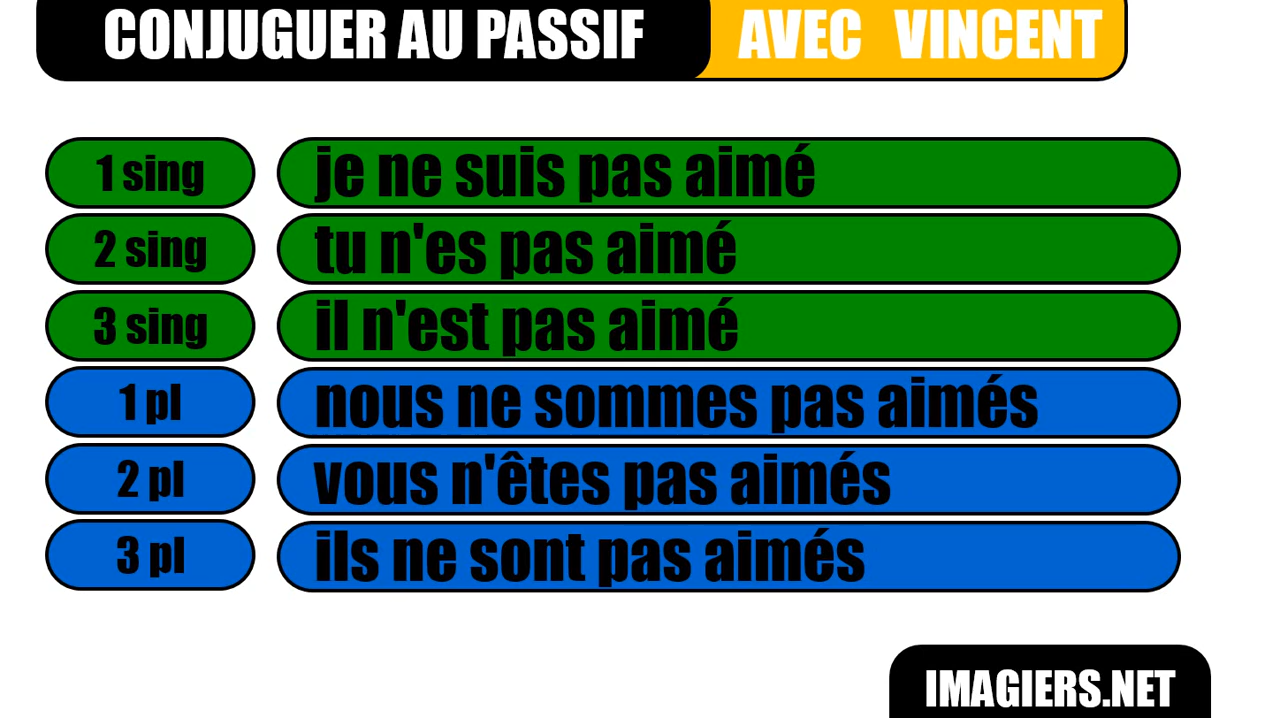 CONJUGUER AU PASSIF AVEC VINCENT
1 sing je ne suis pas aimé
2 sing tu n'es pas aimé
3 sing il n'est pas aimé
1 pl nous ne sommes pas aimés
2 pl vous n'êtes pas aimés
3 pl ils ne sont pas aimés
IMAGIERS.NET